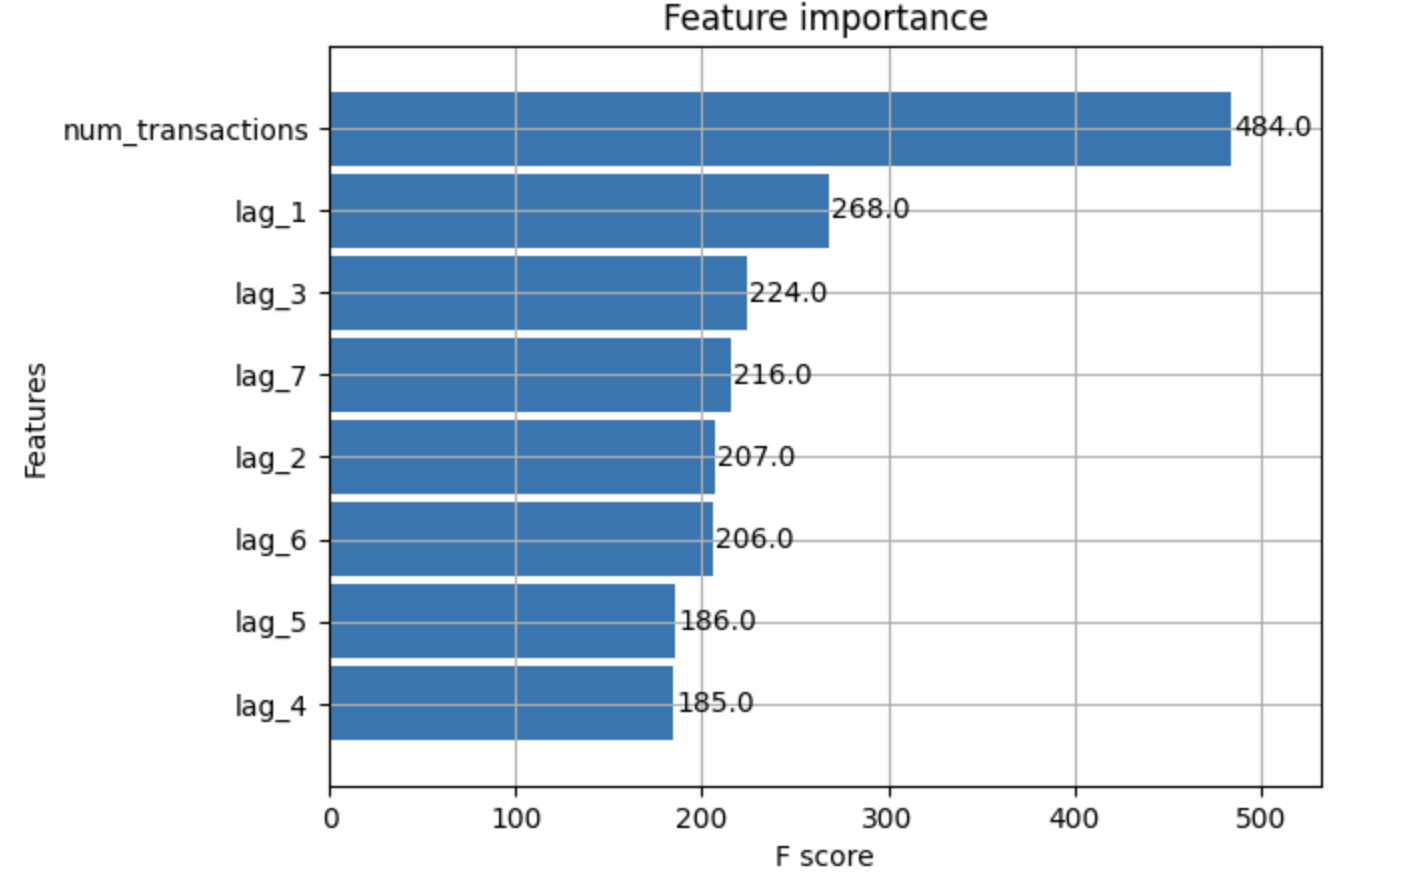 Feature importance
num_transactions 484.0
lag_1 268.0
lag_3 224.0
lag_7 216.0
lag_2 207.0
lag_6 206.0
lag_5 186.0
lag_4 185.0
Features
0 100 200 300 400 500
F score